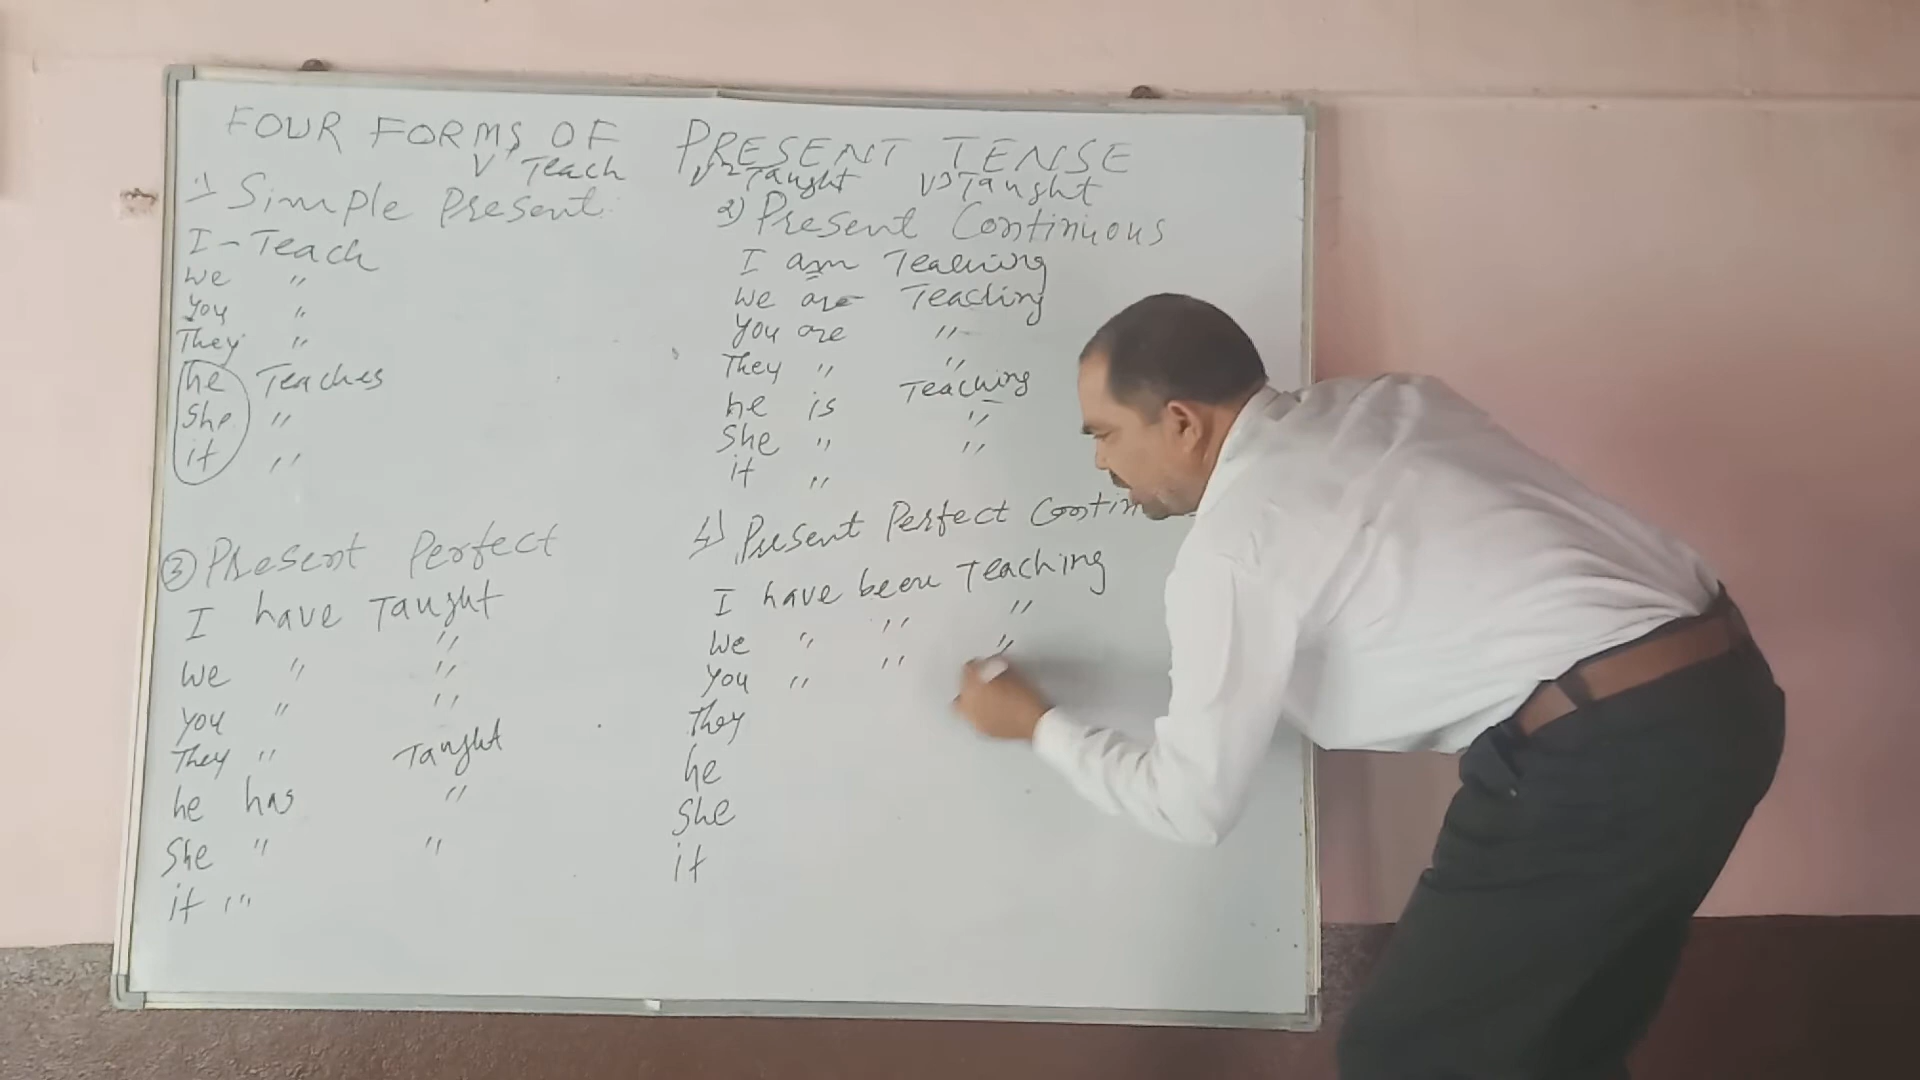 FOUR FORMS OF PRESENT TENSE
V1 Teach V2 Taught V3 Taught
1) Simple Present
I - Teach
We "
You "
They "
he Teaches
She "
it "
2) Present Continuous
I am Teaching
We are Teaching
You are "
They " "
he is Teaching
She " "
it " "
③ Present Perfect
I have Taught
We " "
You " "
They " "
he has Taught
She " "
it " "
4) Present Perfect Contin
I have been Teaching
We " " "
You " " "
They
he
She
it